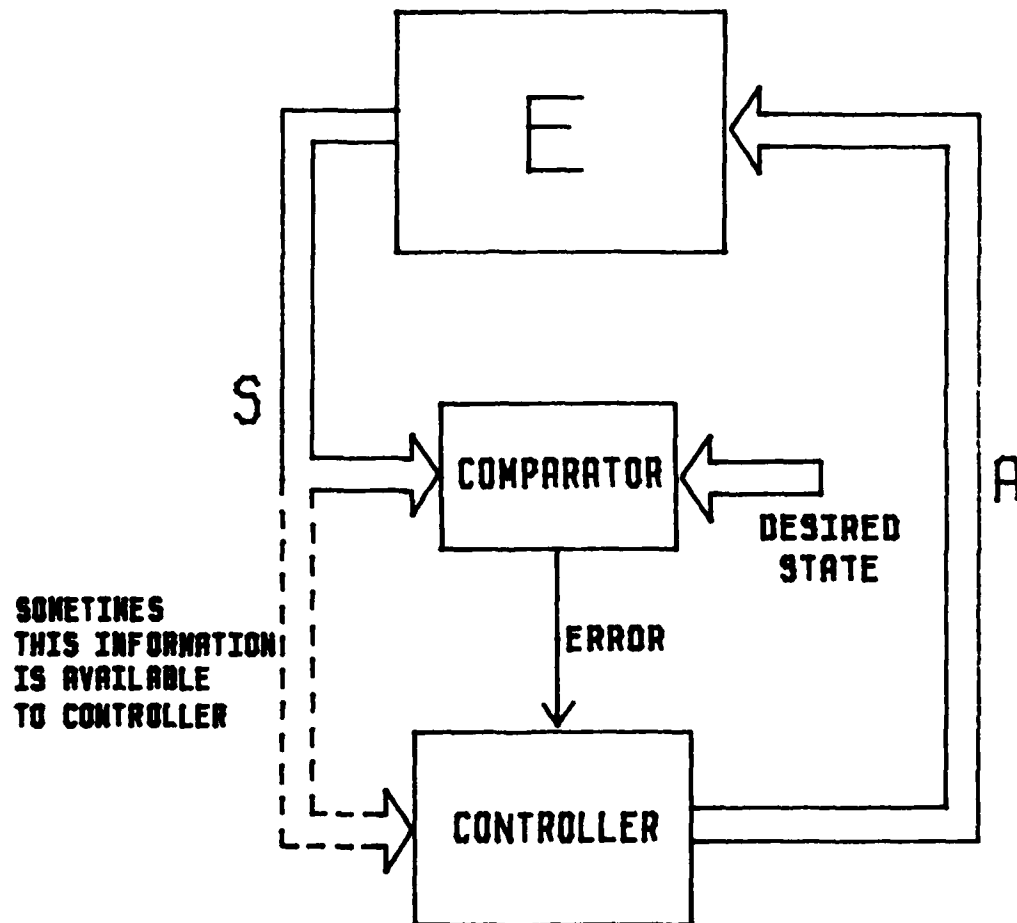 E
S
COMPARATOR
A
DESIRED
STATE
SOMETIMES
THIS INFORMATION
IS AVAILABLE
TO CONTROLLER
ERROR
CONTROLLER